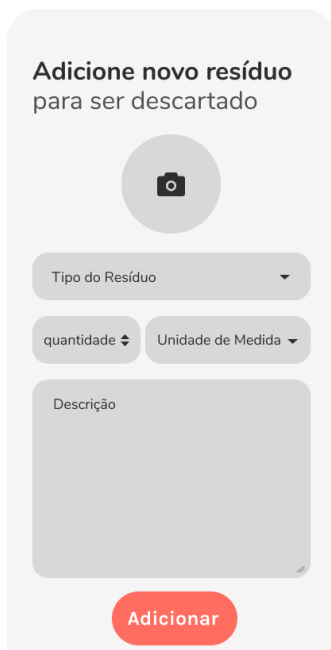 Adicione novo resíduo
para ser descartado
Tipo do Resíduo
quantidade Unidade de Medida
Descrição
Adicionar